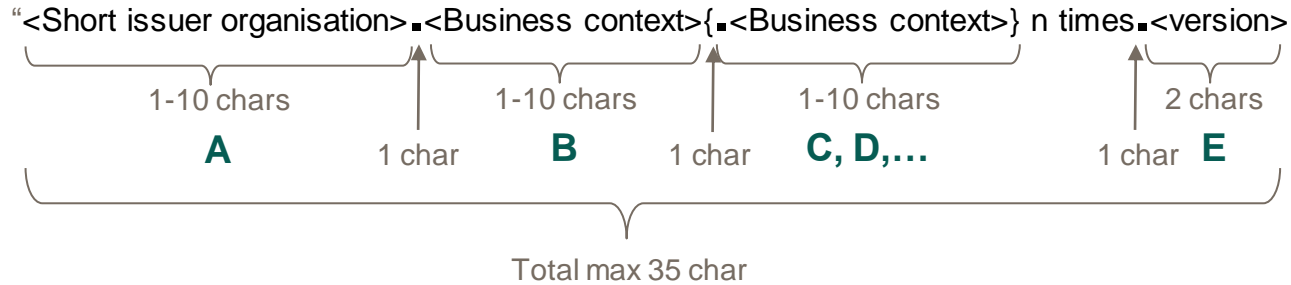 “<Short issuer organisation>.<Business context>{.<Business context>} n times.<version>
1-10 chars 1-10 chars 1-10 chars 2 chars
A 1 char B 1 char C, D,… 1 char E
Total max 35 char